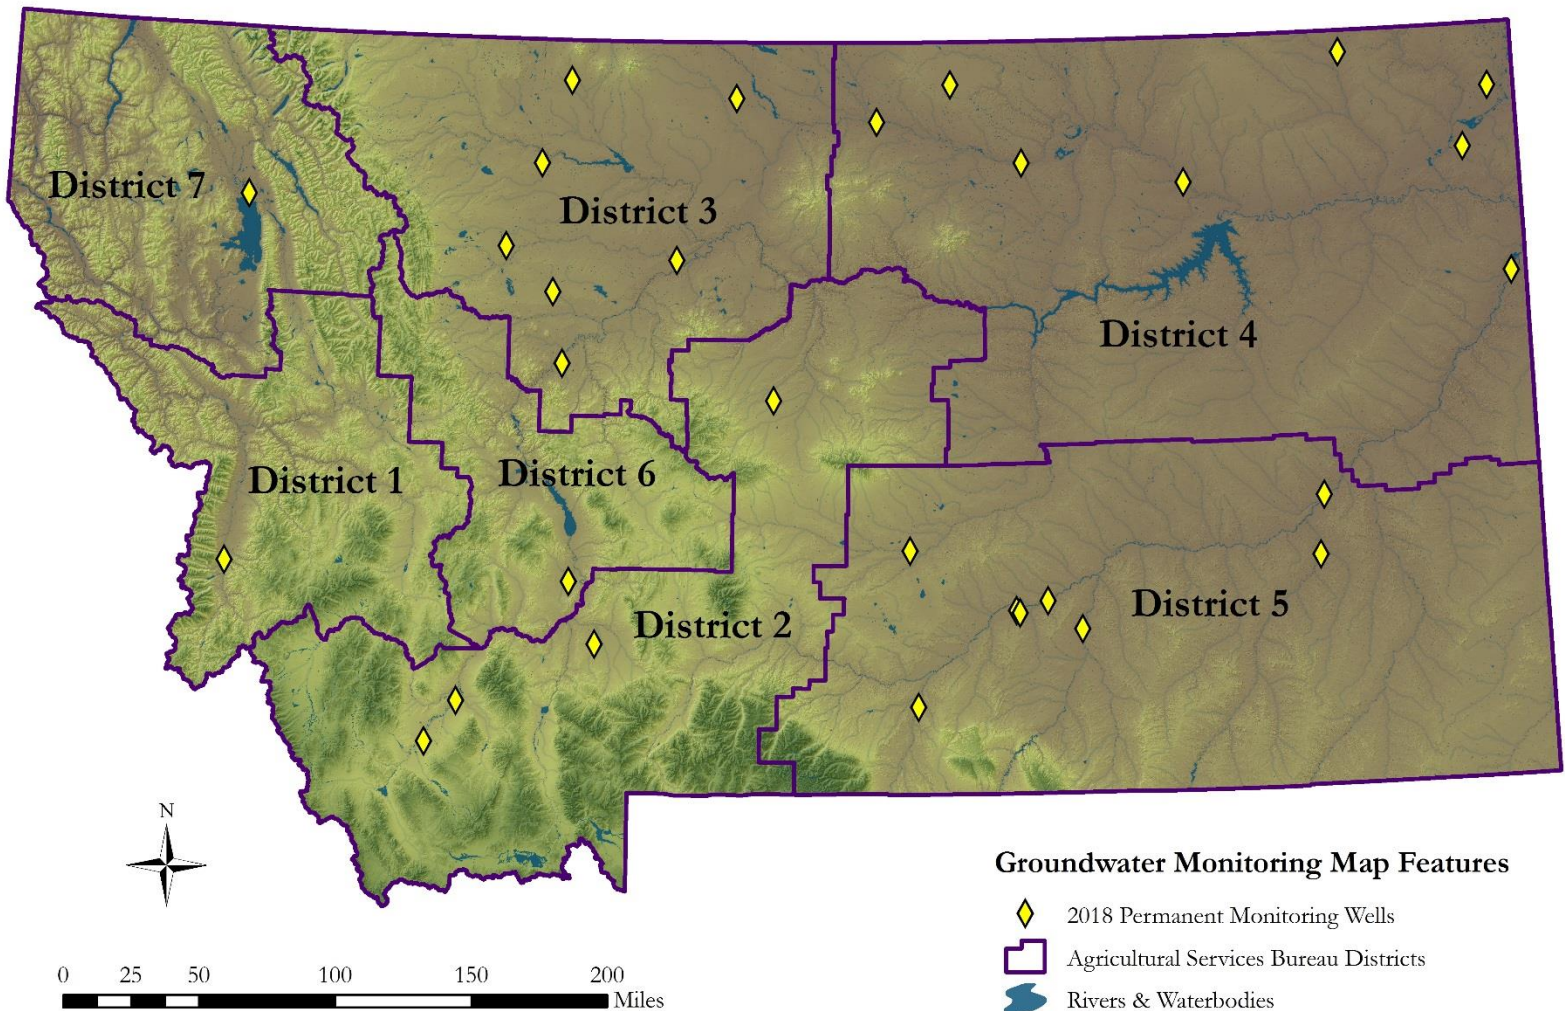 District 7
District 3
District 4
District 1
District 6
District 2
District 5
N
Groundwater Monitoring Map Features
2018 Permanent Monitoring Wells
Agricultural Services Bureau Districts
Rivers & Waterbodies
0 25 50 100 150 200
Miles